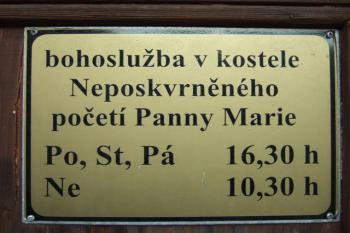 bohoslužba v kostele
Neposkvrněného
početí Panny Marie
Po, St, Pá 16,30 h
Ne 10,30 h